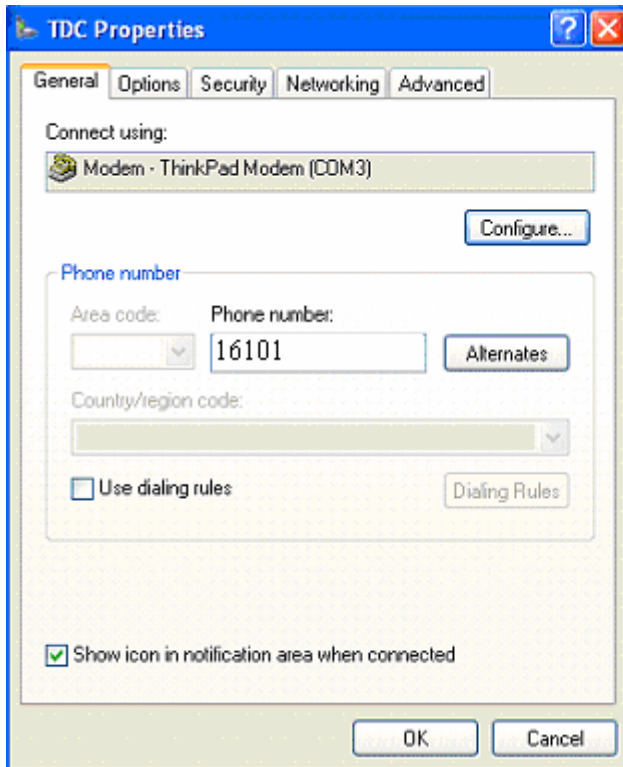 TDC Properties
General Options Security Networking Advanced
Connect using:
Modem - ThinkPad Modem (COM3)
Configure...
Phone number
Area code: Phone number:
16101 Alternates
Country/region code:
Use dialing rules Dialing Rules
Show icon in notification area when connected
OK Cancel